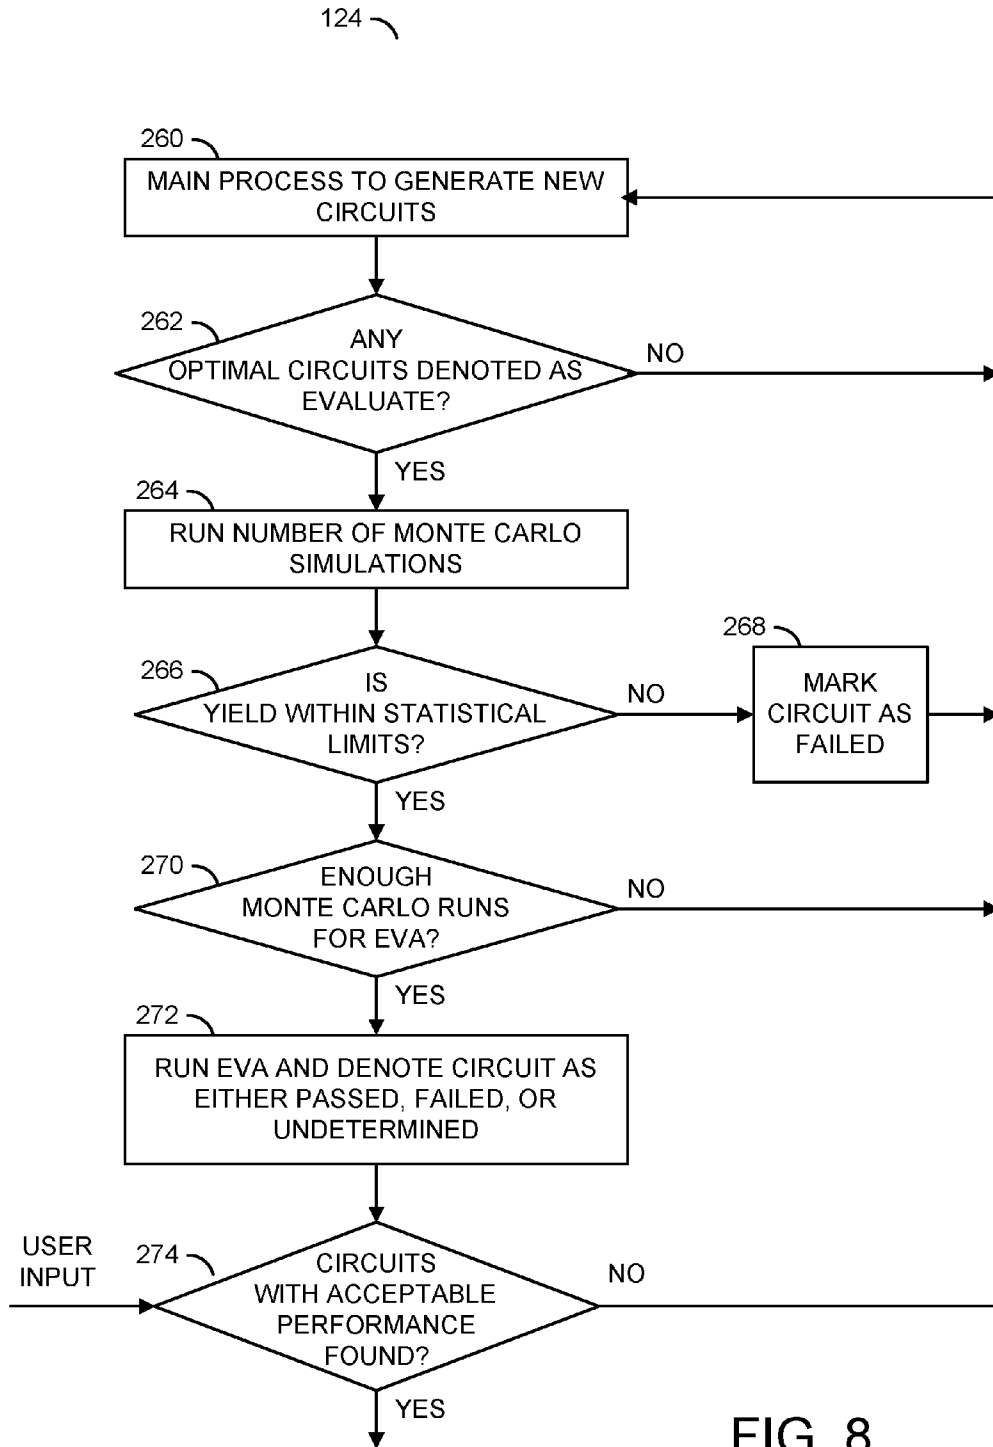 124
260
MAIN PROCESS TO GENERATE NEW
CIRCUITS
262
ANY
OPTIMAL CIRCUITS DENOTED AS
EVALUATE?
NO
YES
264
RUN NUMBER OF MONTE CARLO
SIMULATIONS
266
IS
YIELD WITHIN STATISTICAL
LIMITS?
NO
268
MARK
CIRCUIT AS
FAILED
YES
270
ENOUGH
MONTE CARLO RUNS
FOR EVA?
NO
YES
272
RUN EVA AND DENOTE CIRCUIT AS
EITHER PASSED, FAILED, OR
UNDETERMINED
USER
INPUT
274
CIRCUITS
WITH ACCEPTABLE
PERFORMANCE
FOUND?
NO
YES
FIG. 8